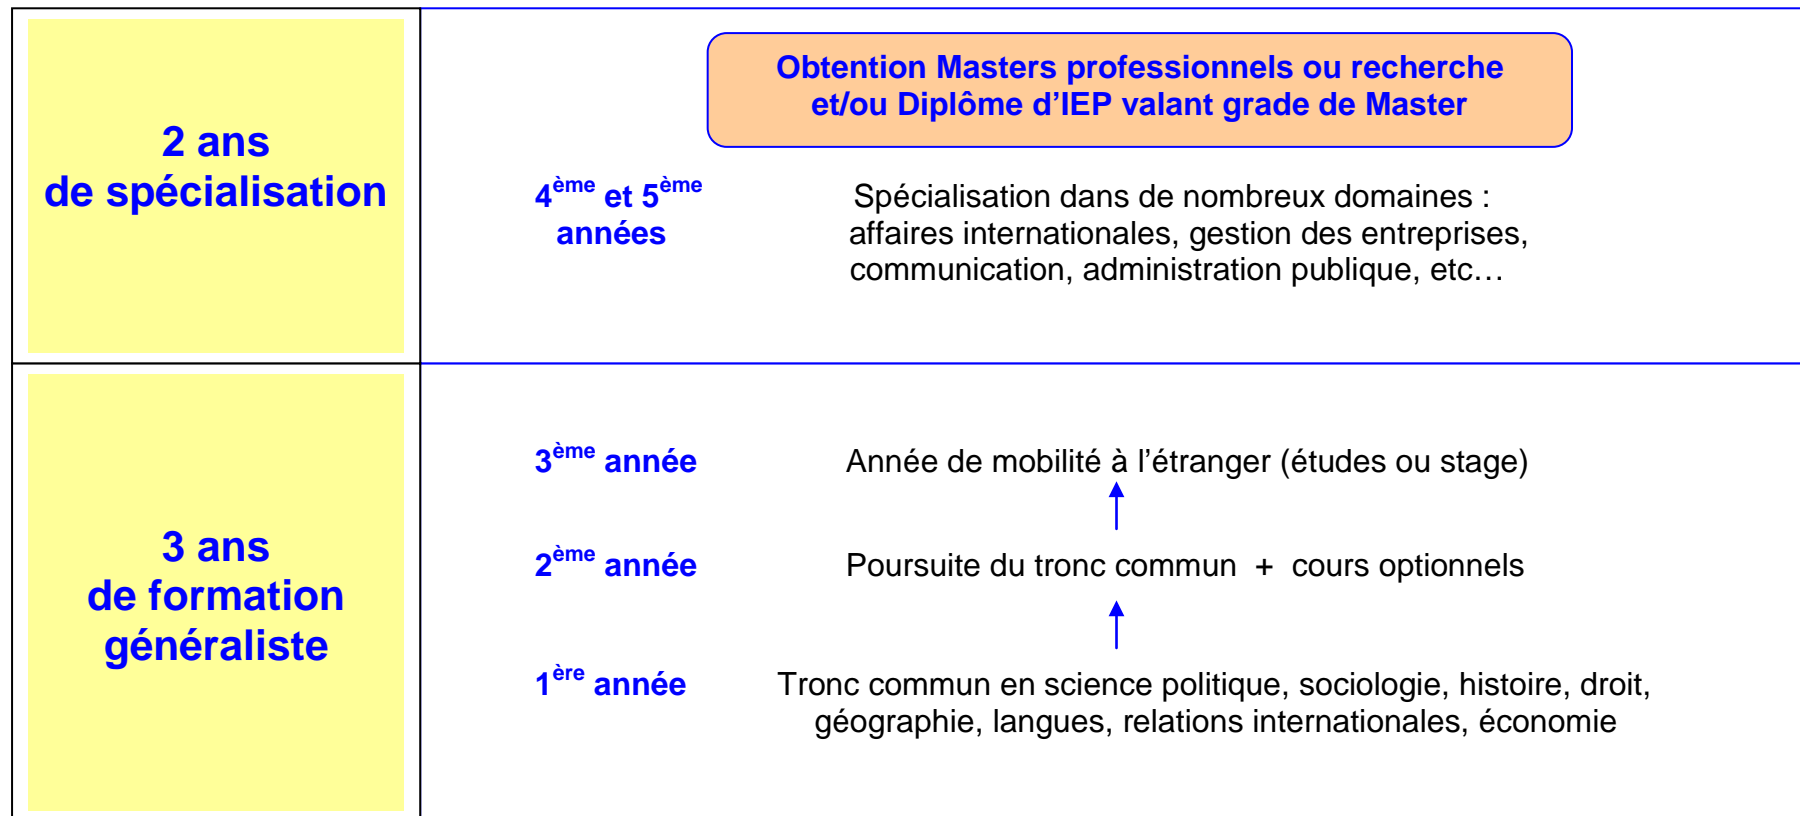 Obtention Masters professionnels ou recherche
et/ou Diplôme d’IEP valant grade de Master
2 ans
de spécialisation
4ème et 5ème
années
Spécialisation dans de nombreux domaines :
affaires internationales, gestion des entreprises,
communication, administration publique, etc…
3 ans
de formation
généraliste
3ème année
Année de mobilité à l’étranger (études ou stage)
2ème année
Poursuite du tronc commun + cours optionnels
1ère année
Tronc commun en science politique, sociologie, histoire, droit,
géographie, langues, relations internationales, économie